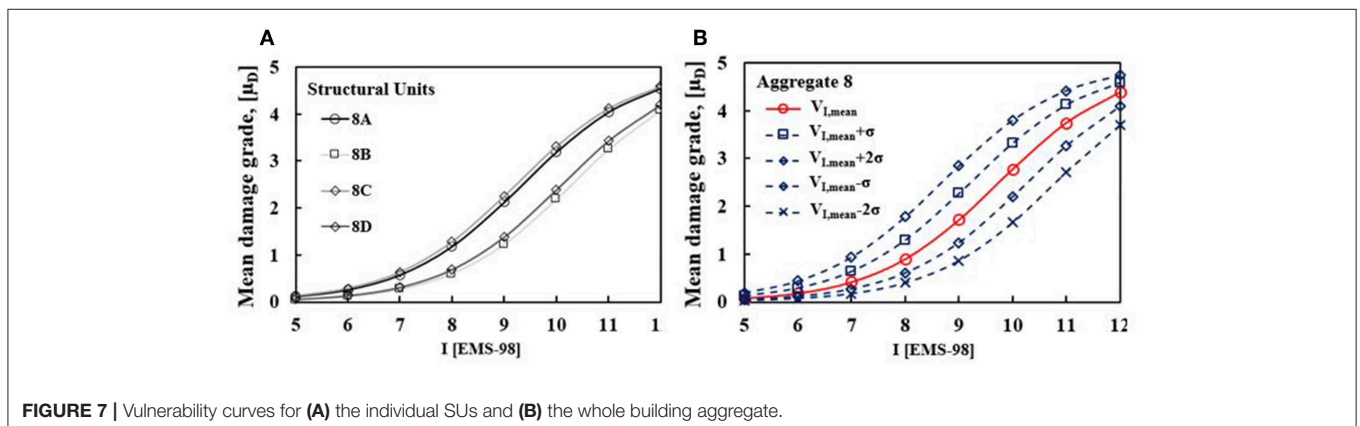 A
Mean damage grade, [μD]
5
4
3
2
1
0
Structural Units
8A
8B
8C
8D
5 6 7 8 9 10 11 1
I [EMS-98]
B
Mean damage grade, [μD]
5
4
3
2
1
0
Aggregate 8
VI,mean
VI,mean+σ
VI,mean+2σ
VI,mean-σ
VI,mean-2σ
5 6 7 8 9 10 11 12
I [EMS-98]
FIGURE 7 | Vulnerability curves for (A) the individual SUs and (B) the whole building aggregate.